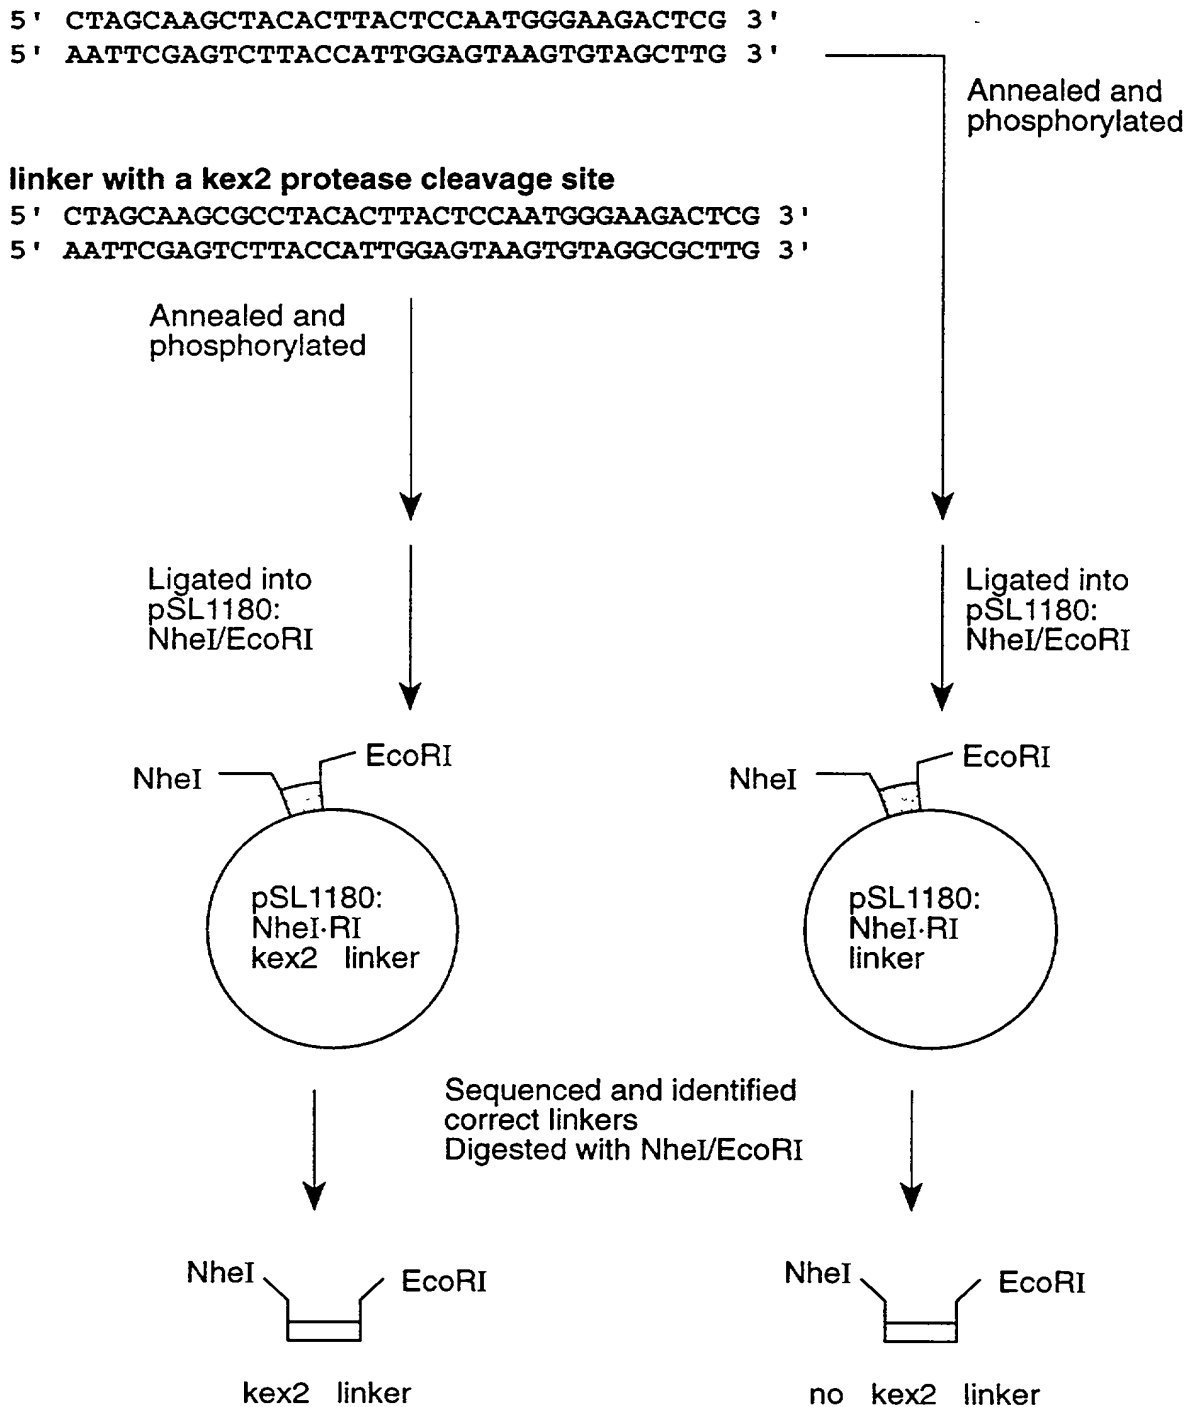 5' CTAGCAAGCTACACTTACTCCAATGGGAAGACTCG 3'
5' AATTCGAGTCTTACCATTGGAGTAAGTGTAGCTTG 3'
Annealed and
phosphorylated
linker with a kex2 protease cleavage site
5' CTAGCAAGCGCCTACACTTACTCCAATGGGAAGACTCG 3'
5' AATTCGAGTCTTACCATTGGAGTAAGTGTAGGCGCTTG 3'
Annealed and
phosphorylated
Ligated into
pSL1180:
NheI/EcoRI
Ligated into
pSL1180:
NheI/EcoRI
NheI
EcoRI
NheI
EcoRI
pSL1180:
NheI·RI
kex2 linker
pSL1180:
NheI·RI
linker
Sequenced and identified
correct linkers
Digested with NheI/EcoRI
NheI
EcoRI
NheI
EcoRI
kex2 linker
no kex2 linker